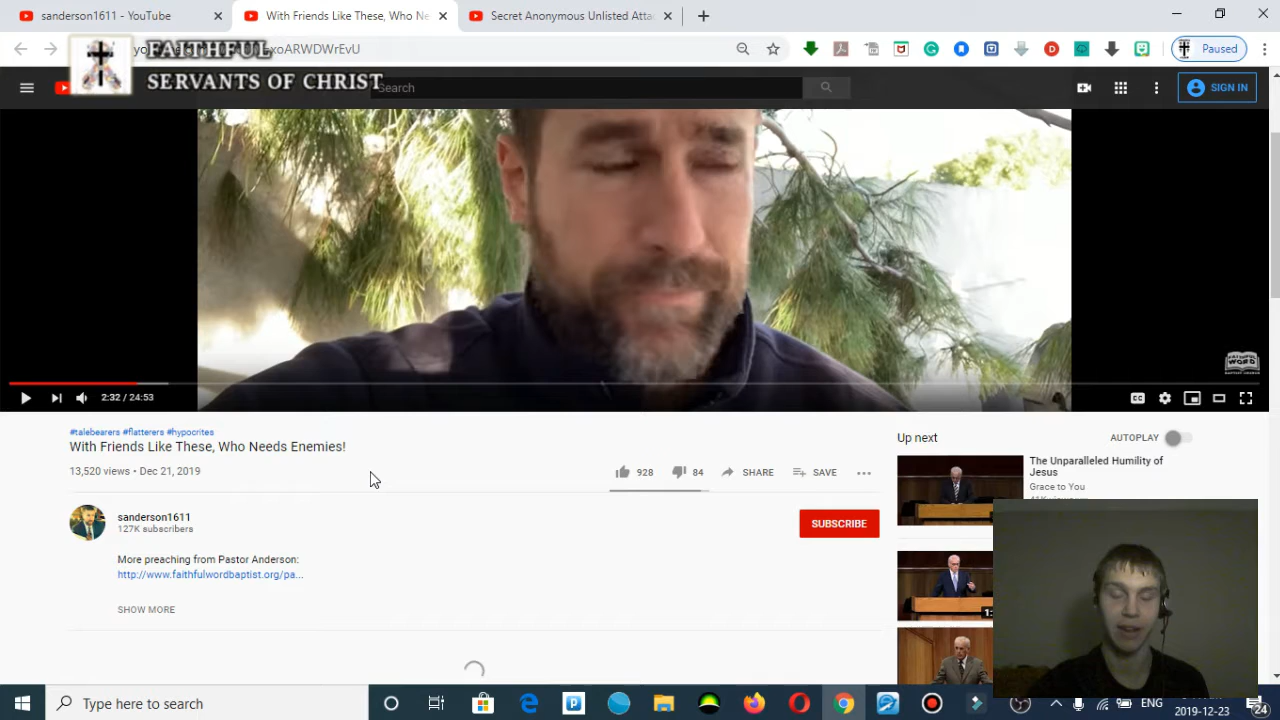 sanderson1611 - YouTube
With Friends Like These, Who Ne
Secret Anonymous Unlisted Atta
xoARWDWrEvU
Paused
FAITHFUL
SERVANTS OF CHRIST
Search
SIGN IN
2:32 / 24:53
CC
#talebearers #flatterers #hypocrites
With Friends Like These, Who Needs Enemies!
13,520 views • Dec 21, 2019
928
84
SHARE
SAVE
sanderson1611
127K subscribers
SUBSCRIBE
More preaching from Pastor Anderson:
http://www.faithfulwordbaptist.org/pa...
SHOW MORE
Up next
AUTOPLAY
The Unparalleled Humility of
Jesus
Grace to You
Type here to search
ENG
2019-12-23
24